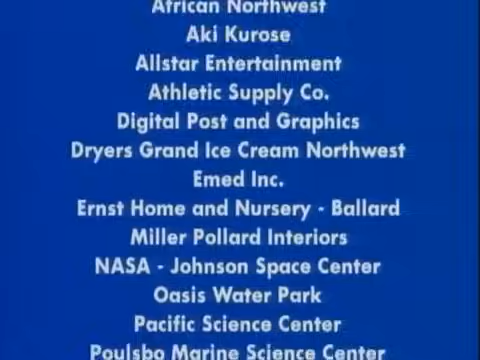 African Northwest
Aki Kurose
Allstar Entertainment
Athletic Supply Co.
Digital Post and Graphics
Dryers Grand Ice Cream Northwest
Emed Inc.
Ernst Home and Nursery - Ballard
Miller Pollard Interiors
NASA - Johnson Space Center
Oasis Water Park
Pacific Science Center
Poulsbo Marine Science Center